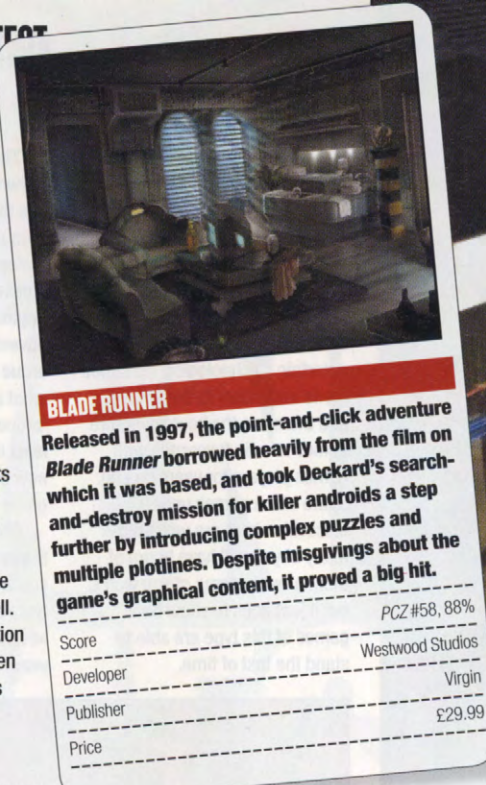 BLADE RUNNER
Released in 1997, the point-and-click adventure
Blade Runner borrowed heavily from the film on
which it was based, and took Deckard's search-
and-destroy mission for killer androids a step
further by introducing complex puzzles and
multiple plotlines. Despite misgivings about the
game's graphical content, it proved a big hit.
Score PCZ #58, 88%
Developer Westwood Studios
Publisher Virgin
Price £29.99